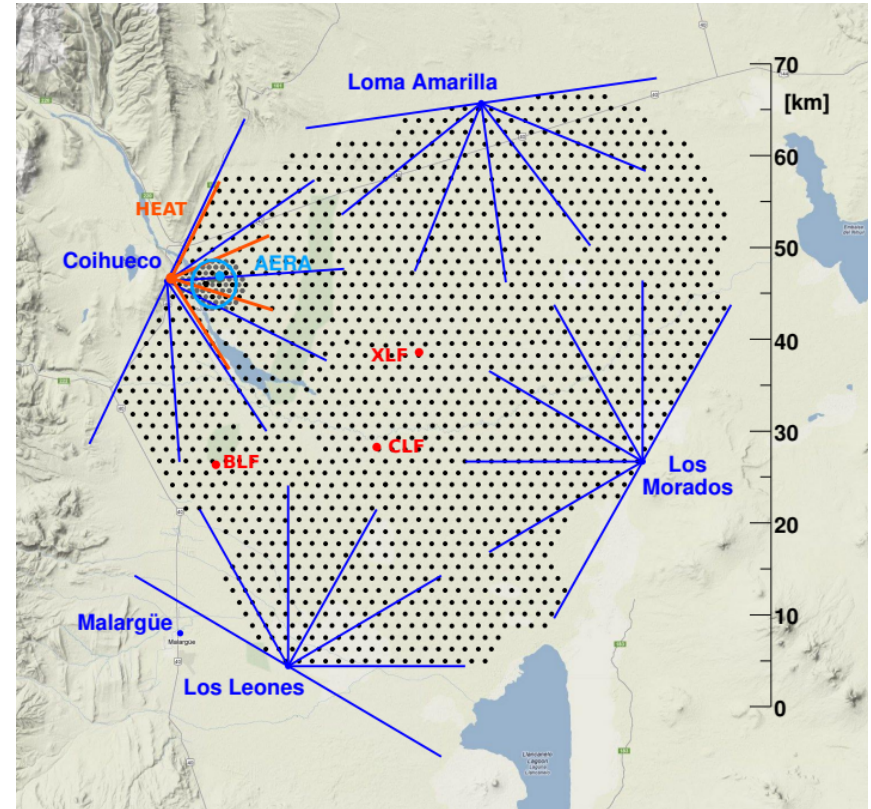 Loma Amarilla
70
[km]
60
HEAT
Coihueco
AERA
50
40
XLF
30
BLF
CLF
Los
Morados
20
10
Malargüe
Malargüe
Los Leones
0